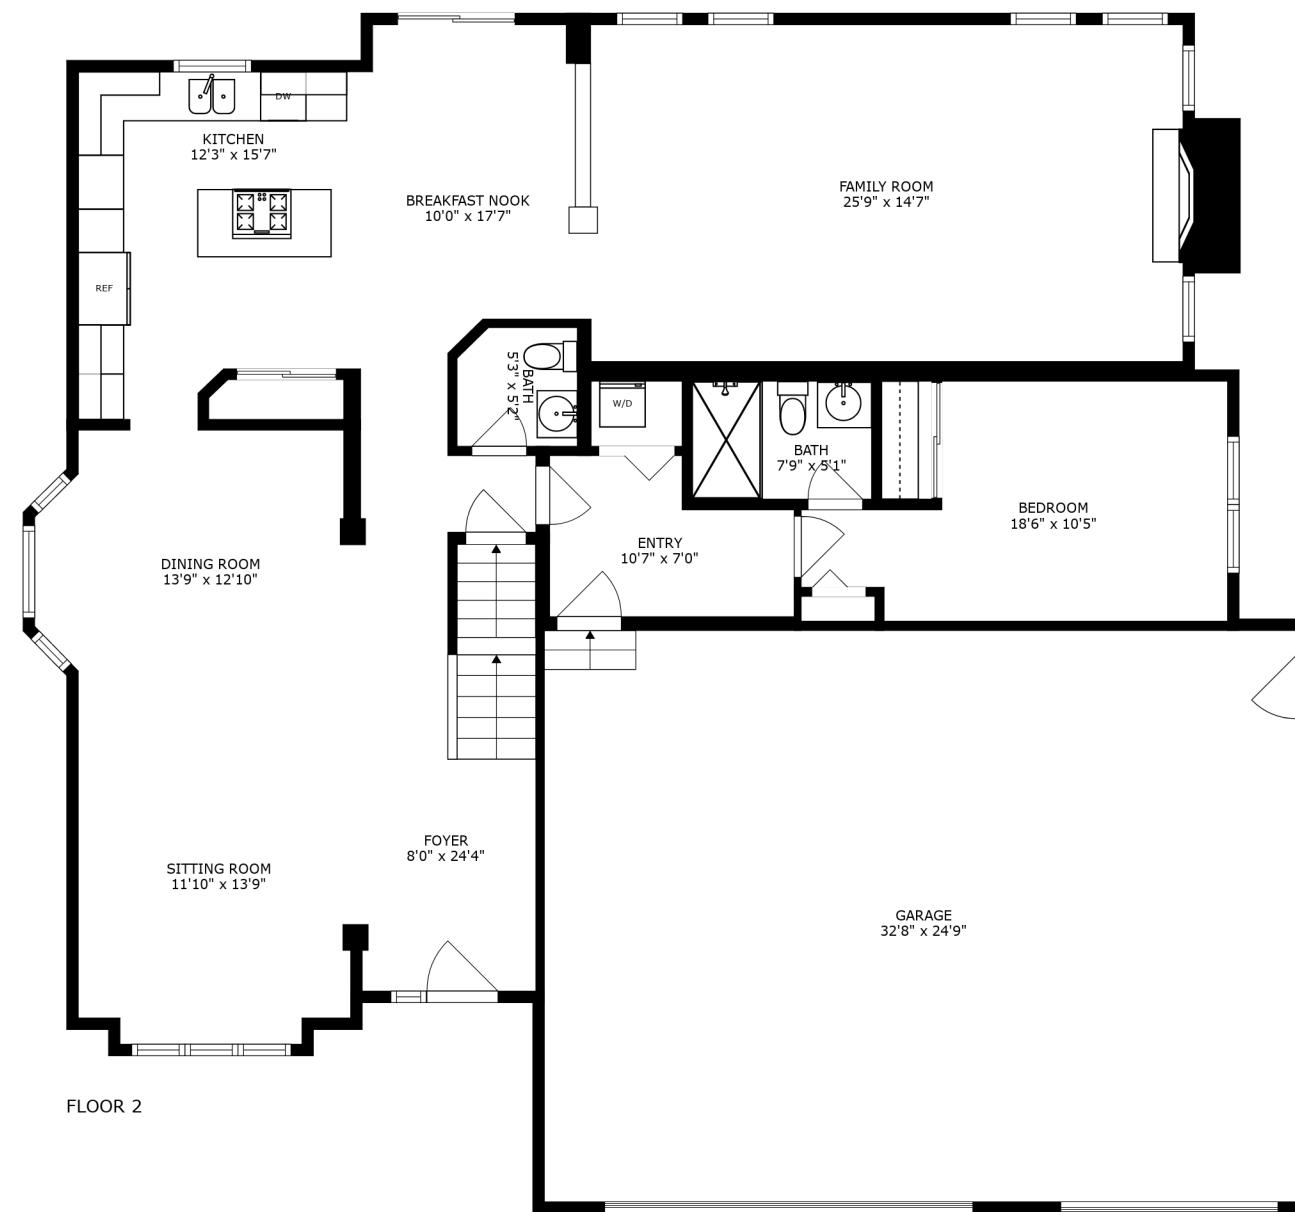 DW
KITCHEN
12'3" x 15'7"
FAMILY ROOM
25'9" x 14'7"
BREAKFAST NOOK
10'0" x 17'7"
REF
BATH
5'3" x 5'2"
W/D
BATH
7'9" x 5'1"
BEDROOM
18'6" x 10'5"
ENTRY
10'7" x 7'0"
DINING ROOM
13'9" x 12'10"
FOYER
8'0" x 24'4"
SITTING ROOM
11'10" x 13'9"
GARAGE
32'8" x 24'9"
FLOOR 2